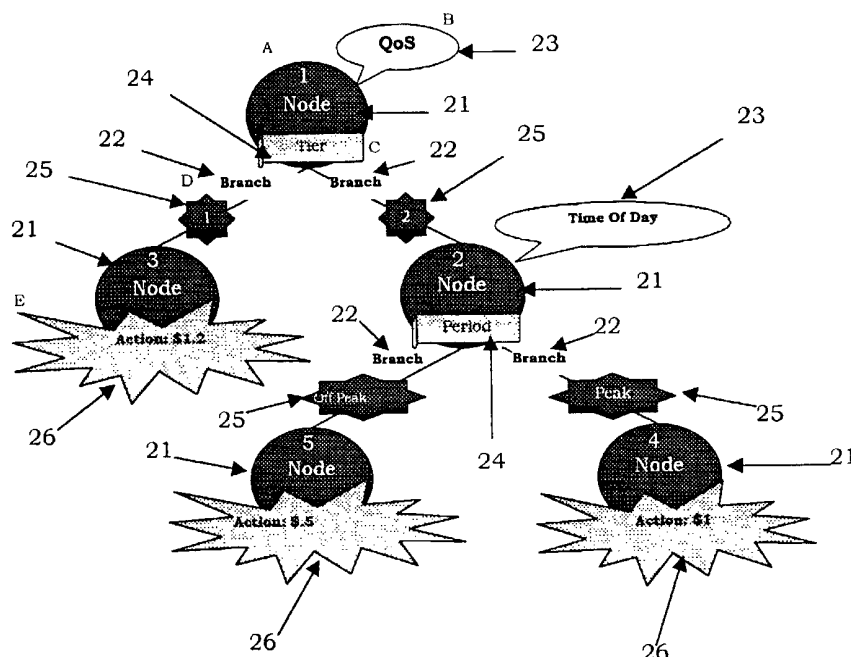 B
A
QoS
23
24
1
Node
21
23
22
Tier
C
22
25
25
D
Branch
Branch
1
2
Time Of Day
21
3
Node
2
Node
21
E
22
Period
22
Action: $1.2
Branch
Branch
26
25
Off Peak
Peak
25
21
5
Node
24
4
Node
21
Action: $.5
Action: $1
26
26